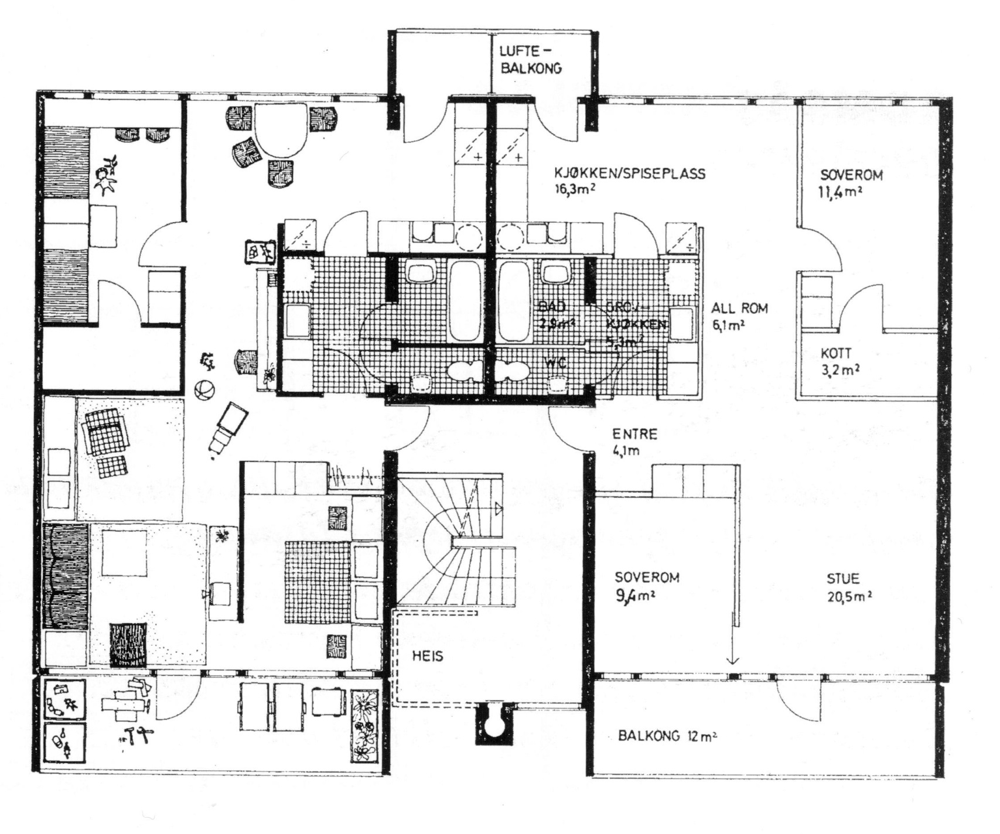 LUFTE-
BALKONG
KJØKKEN/SPISEPLASS
16,3m²
SOVEROM
11,4m²
BAD
2,9m²
GROV-
KJØKKEN
5,3m²
ALL ROM
6,1m²
WC
KOTT
3,2m²
ENTRE
4,1m
SOVEROM
9,4m²
STUE
20,5m²
HEIS
BALKONG 12m²